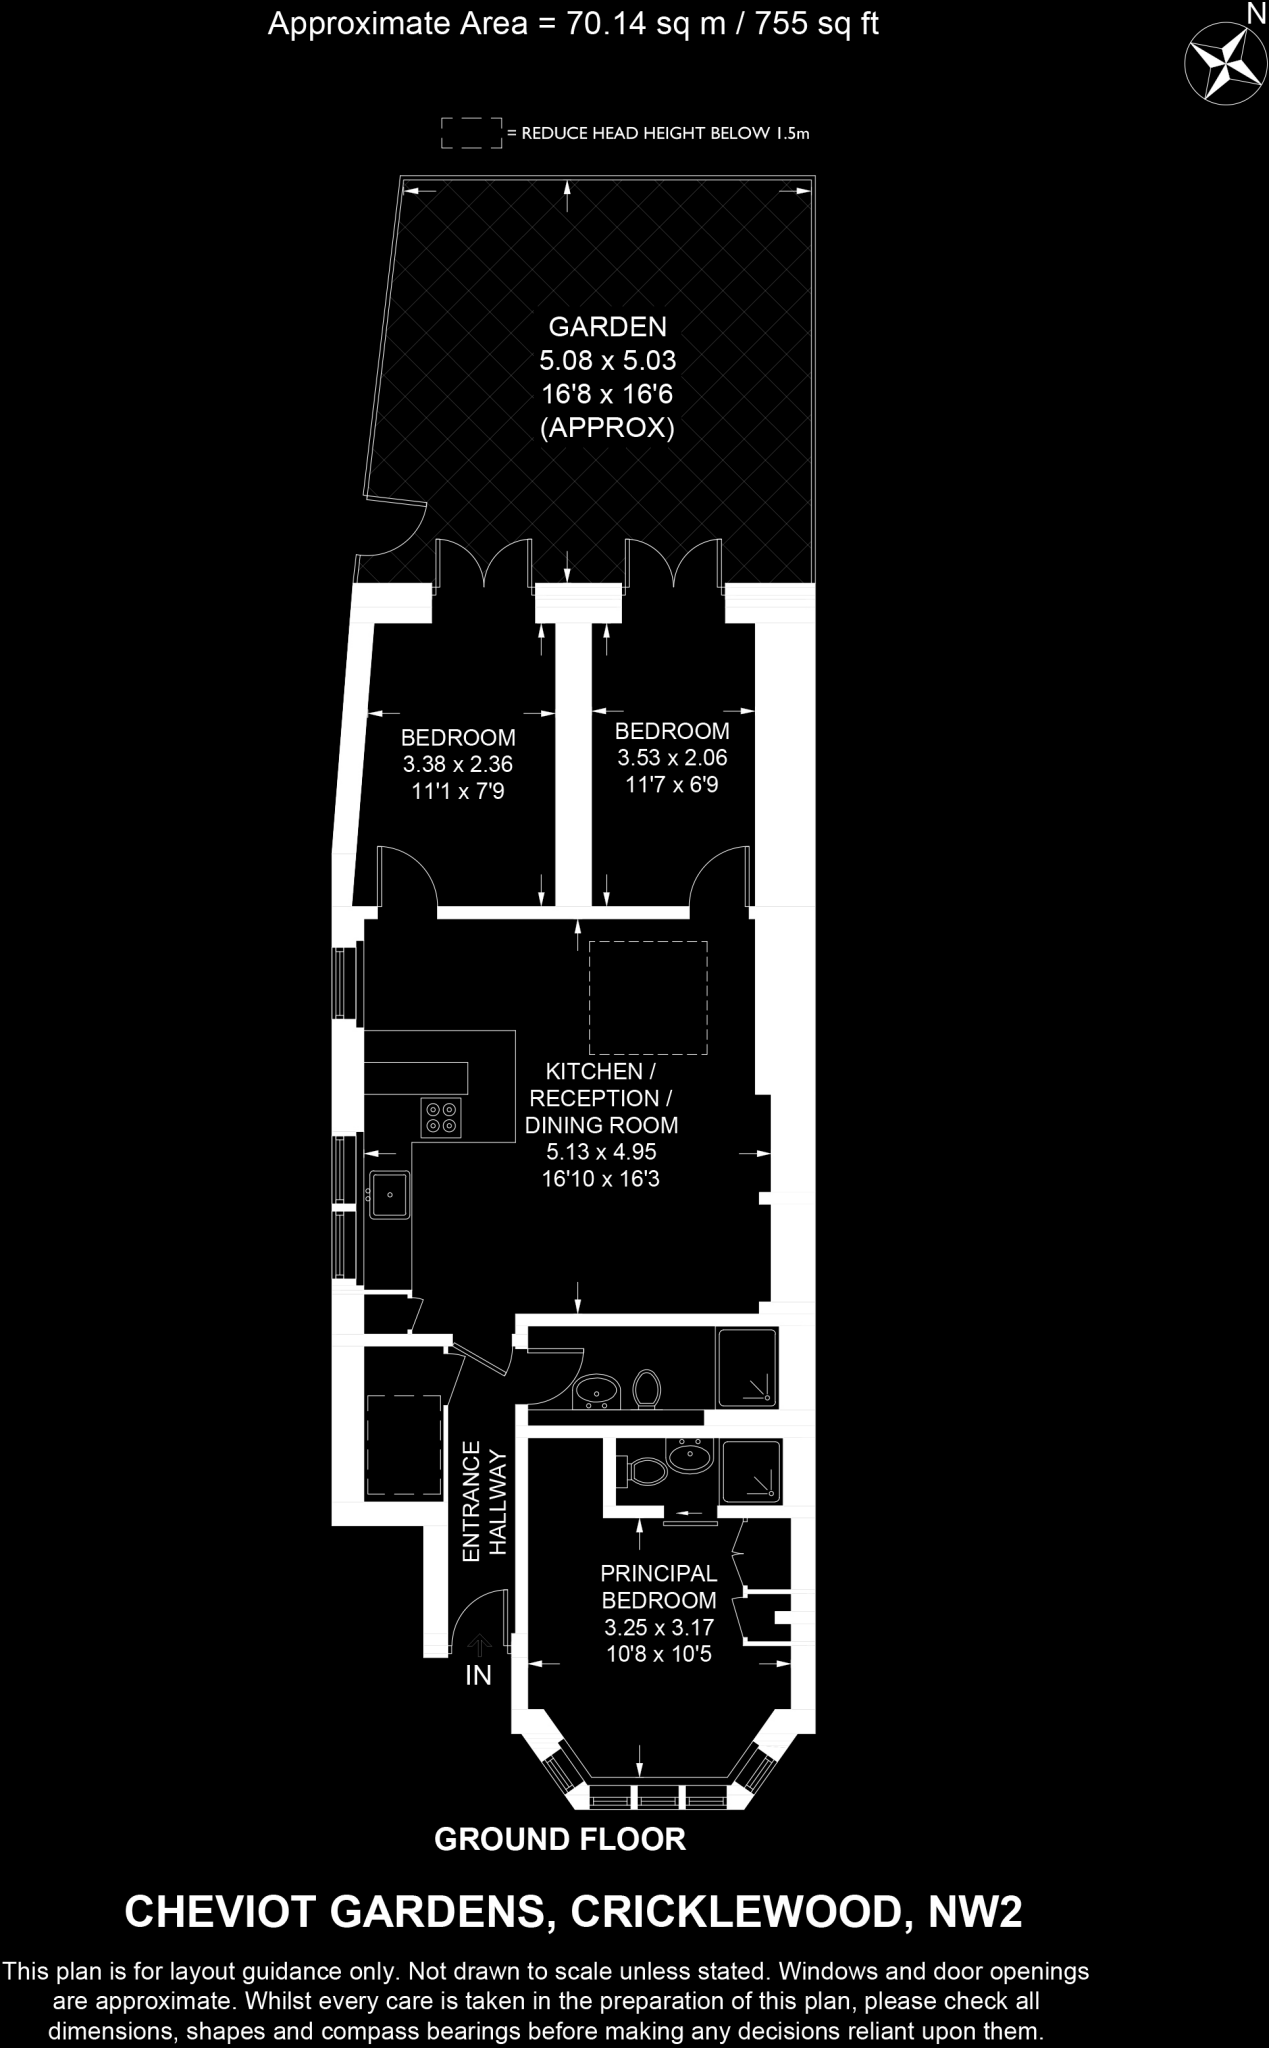 Approximate Area = 70.14 sq m / 755 sq ft
N
= REDUCE HEAD HEIGHT BELOW 1.5m
GARDEN
5.08 x 5.03
16'8 x 16'6
(APPROX)
BEDROOM
3.38 x 2.36
11'1 x 7'9
BEDROOM
3.53 x 2.06
11'7 x 6'9
KITCHEN /
RECEPTION /
DINING ROOM
5.13 x 4.95
16'10 x 16'3
ENTRANCE
HALLWAY
PRINCIPAL
BEDROOM
3.25 x 3.17
10'8 x 10'5
IN
GROUND FLOOR
CHEVIOT GARDENS, CRICKLEWOOD, NW2
This plan is for layout guidance only. Not drawn to scale unless stated. Windows and door openings
are approximate. Whilst every care is taken in the preparation of this plan, please check all
dimensions, shapes and compass bearings before making any decisions reliant upon them.